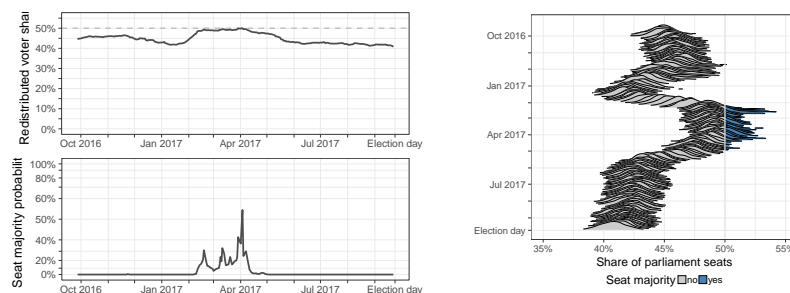 Redistributed voter shar
50%
40%
30%
20%
10%
0%
Oct 2016 Jan 2017 Apr 2017 Jul 2017 Election day
Seat majority probabilit
100%
80%
60%
40%
20%
0%
Oct 2016 Jan 2017 Apr 2017 Jul 2017 Election day
Oct 2016
Jan 2017
Apr 2017
Jul 2017
Election day
35% 40% 45% 50% 55%
Share of parliament seats
Seat majority no yes